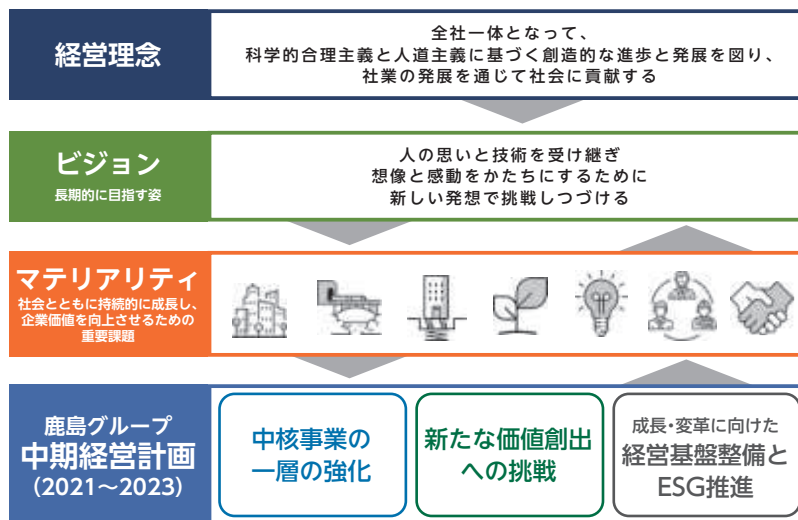 経営理念
全社一体となって、
科学的合理主義と人道主義に基づく創造的な進歩と発展を図り、
社業の発展を通じて社会に貢献する
ビジョン
長期的に目指す姿
人の思いと技術を受け継ぎ
想像と感動をかたちにするために
新しい発想で挑戦しつづける
マテリアリティ
社会とともに持続的に成長し、
企業価値を向上させるための
重要課題
鹿島グループ
中期経営計画
(2021～2023)
中核事業の
一層の強化
新たな価値創出
への挑戦
成長・変革に向けた
経営基盤整備と
ESG推進